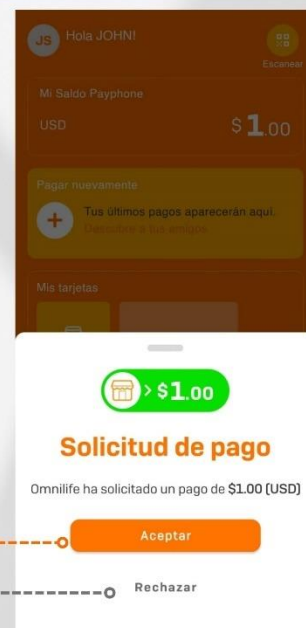 JS Hola JOHN!
Escanear
Mi Saldo Payphone
USD $1.00
Pagar nuevamente
Tus últimos pagos aparecerán aquí.
Descubre a tus amigos
Mis tarjetas
> $1.00
Solicitud de pago
Omnilife ha solicitado un pago de $1.00 (USD)
Aceptar
Rechazar